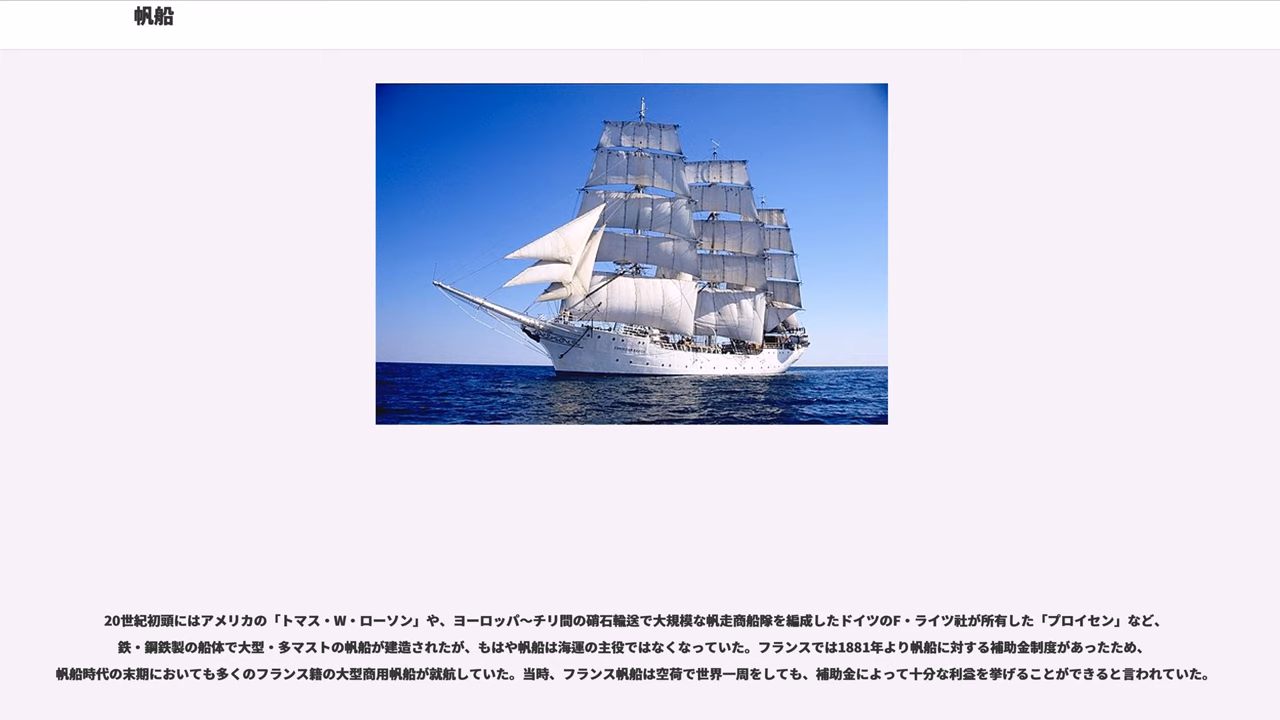 帆船
20世紀初頭にはアメリカの「トマス・W・ローソン」や、ヨーロッパ〜チリ間の硝石輸送で大規模な帆走商船隊を編成したドイツのF・ライツ社が所有した「プロイセン」など、
鉄・鋼鉄製の船体で大型・多マストの帆船が建造されたが、もはや帆船は海運の主役ではなくなっていた。フランスでは1881年より帆船に対する補助金制度があったため、
帆船時代の末期においても多くのフランス籍の大型商用帆船が就航していた。当時、フランス帆船は空荷で世界一周をしても、補助金によって十分な利益を挙げることができると言われていた。